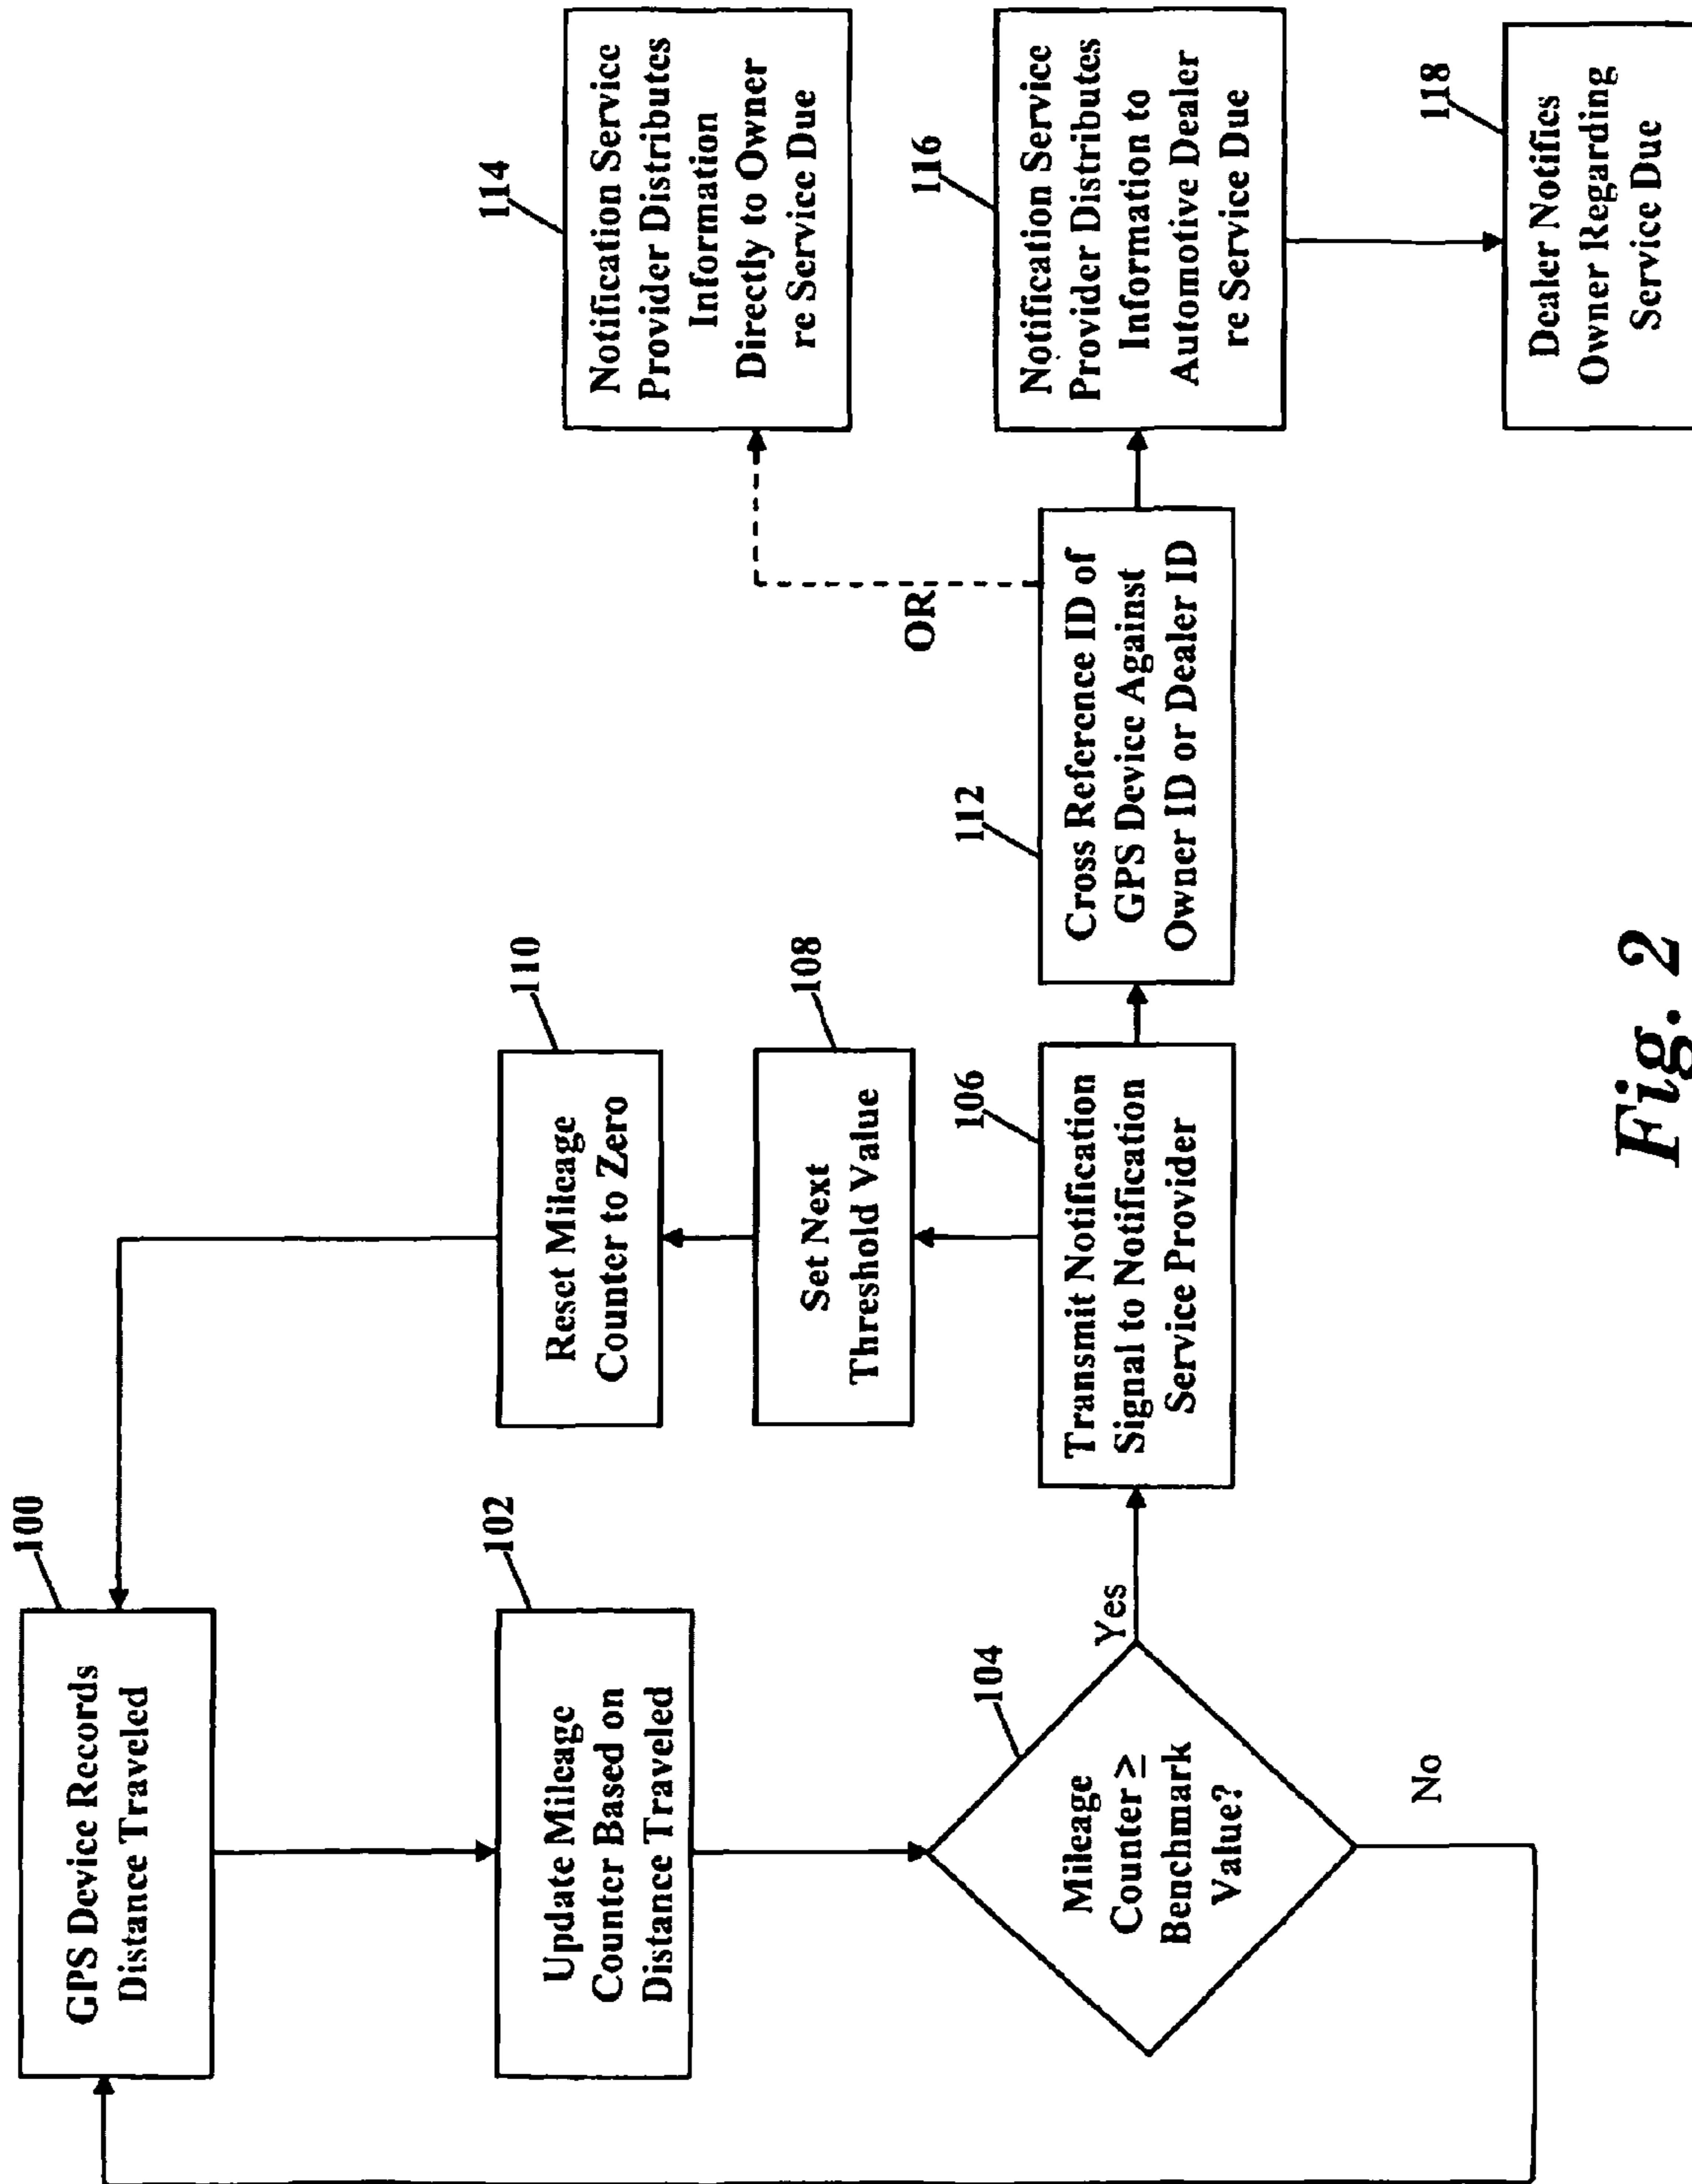 100
GPS Device Records
Distance Traveled
102
Update Mileage
Counter Based on
Distance Traveled
104
Mileage
Counter ≥
Benchmark
Value?
Yes
No
106
Transmit Notification
Signal to Notification
Service Provider
108
Set Next
Threshold Value
110
Reset Mileage
Counter to Zero
112
Cross Reference ID of
GPS Device Against
Owner ID or Dealer ID
OR
114
Notification Service
Provider Distributes
Information
Directly to Owner
re Service Due
116
Notification Service
Provider Distributes
Information to
Automotive Dealer
re Service Due
118
Dealer Notifies
Owner Regarding
Service Due
Fig. 2